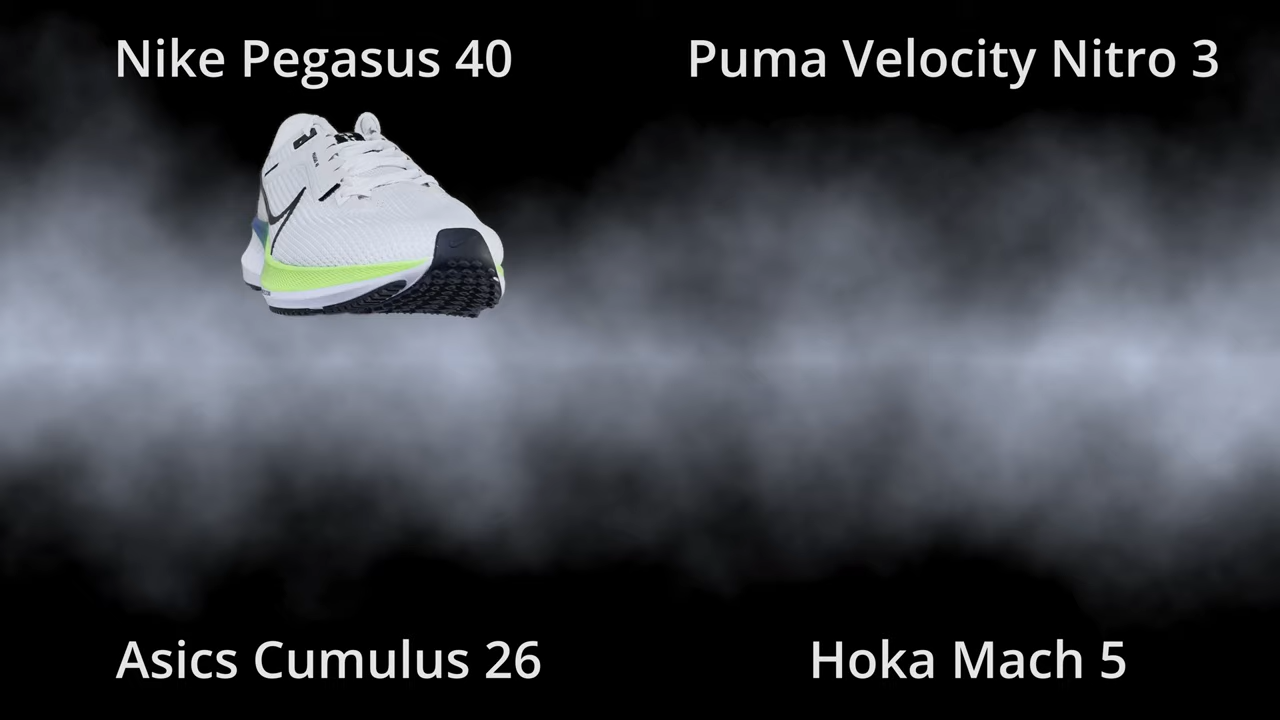 Nike Pegasus 40
Puma Velocity Nitro 3
Asics Cumulus 26
Hoka Mach 5